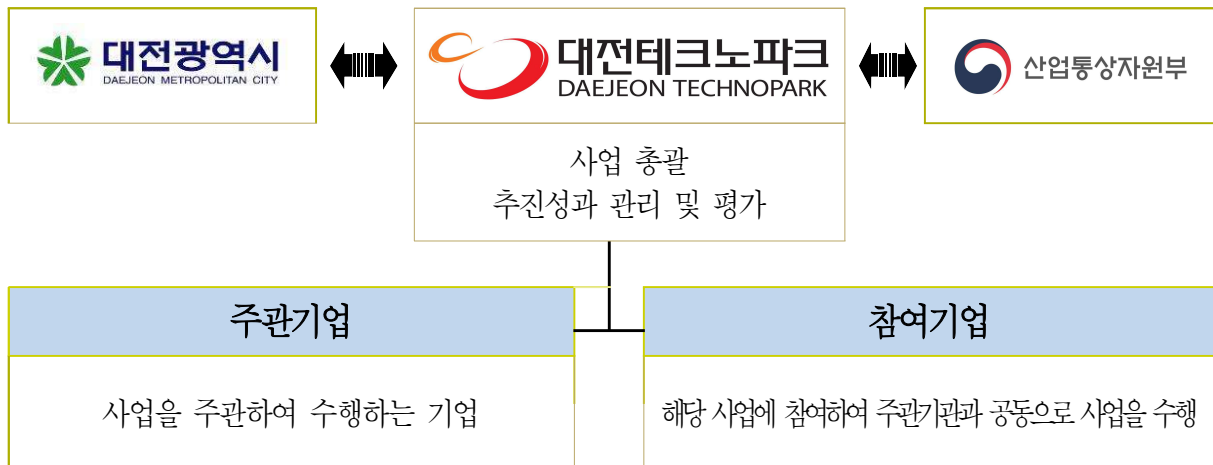 대전광역시
DAEJEON METROPOLITAN CITY
대전테크노파크
DAEJEON TECHNOPARK
산업통상자원부
사업 총괄
추진성과 관리 및 평가
주관기업
참여기업
사업을 주관하여 수행하는 기업
해당 사업에 참여하여 주관기관과 공동으로 사업을 수행